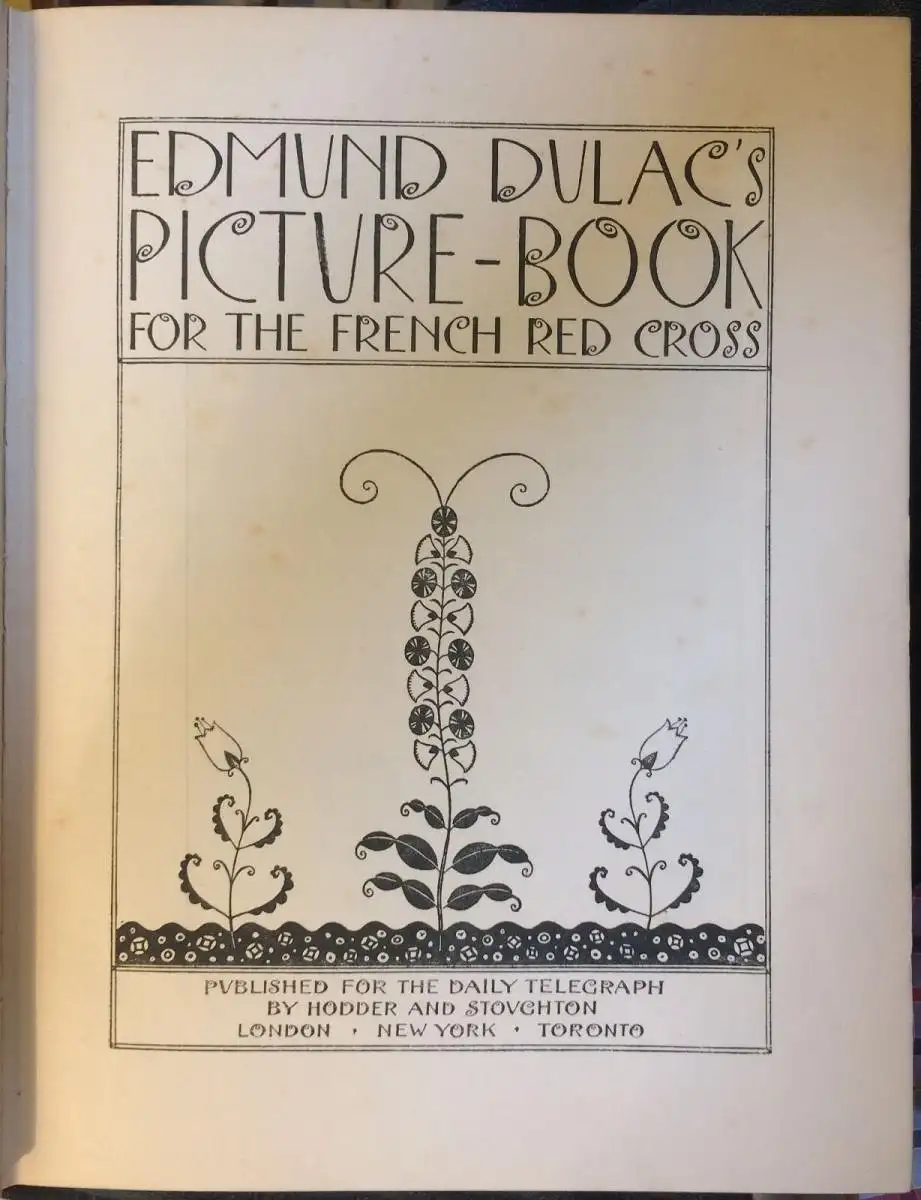 EDMUND DULAC'S
PICTURE-BOOK
FOR THE FRENCH RED CROSS
PVBLISHED FOR THE DAILY TELEGRAPH
BY HODDER AND STOVGHTON
LONDON · NEW YORK · TORONTO